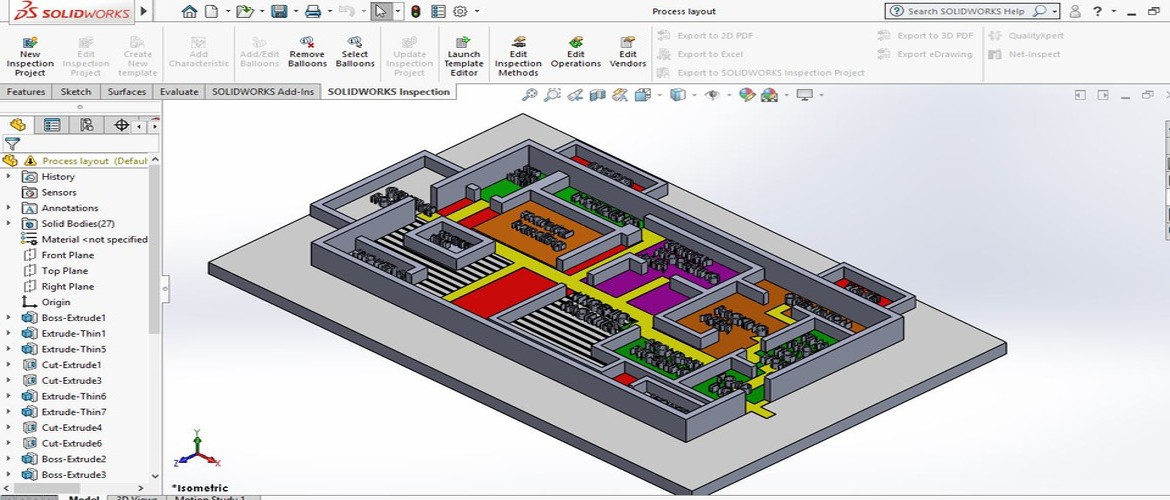 SOLIDWORKS
Process layout
Search SOLIDWORKS Help
?
New Inspection Project
Edit Inspection Project
Create New template
Add Characteristic
Add/Edit Balloons
Remove Balloons
Select Balloons
Update Inspection Project
Launch Template Editor
Edit Inspection Methods
Edit Operations
Edit Vendors
Export to 2D PDF
Export to Excel
Export to SOLIDWORKS Inspection Project
Export to 3D PDF
Export eDrawing
QualityXpert
Net-Inspect
Features Sketch Surfaces Evaluate SOLIDWORKS Add-Ins SOLIDWORKS Inspection
Process layout (Defaul
History
Sensors
Annotations
Solid Bodies(27)
Material <not specified
Front Plane
Top Plane
Right Plane
Origin
Boss-Extrude1
Extrude-Thin1
Extrude-Thin5
Cut-Extrude1
Cut-Extrude3
Extrude-Thin6
Extrude-Thin7
Cut-Extrude4
Cut-Extrude6
Boss-Extrude2
Boss-Extrude3
Y
Z
X
*Isometric
Model 3D Views Motion Study 1